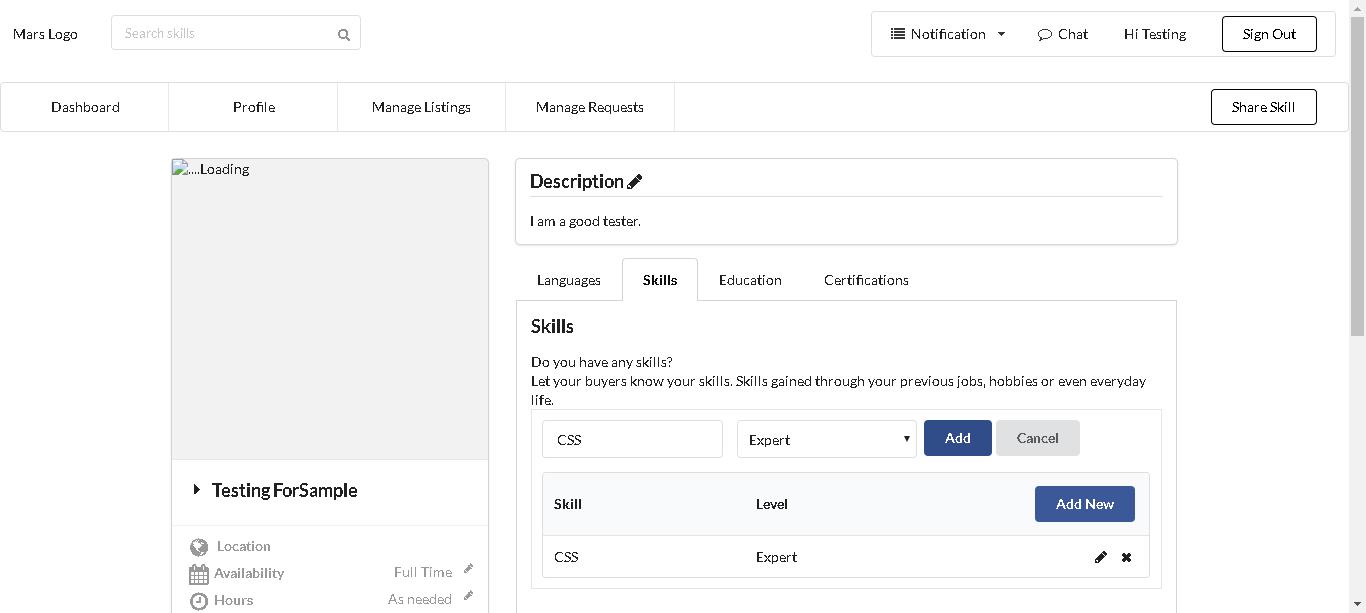 Mars Logo
Search skills
Notification
Chat
Hi Testing
Sign Out
Dashboard
Profile
Manage Listings
Manage Requests
Share Skill
....Loading
Description
I am a good tester.
Languages
Skills
Education
Certifications
Skills
Do you have any skills?
Let your buyers know your skills. Skills gained through your previous jobs, hobbies or even everyday
life.
CSS
Expert
Add
Cancel
Skill
Level
Add New
CSS
Expert
Testing ForSample
Location
Availability
Full Time
Hours
As needed